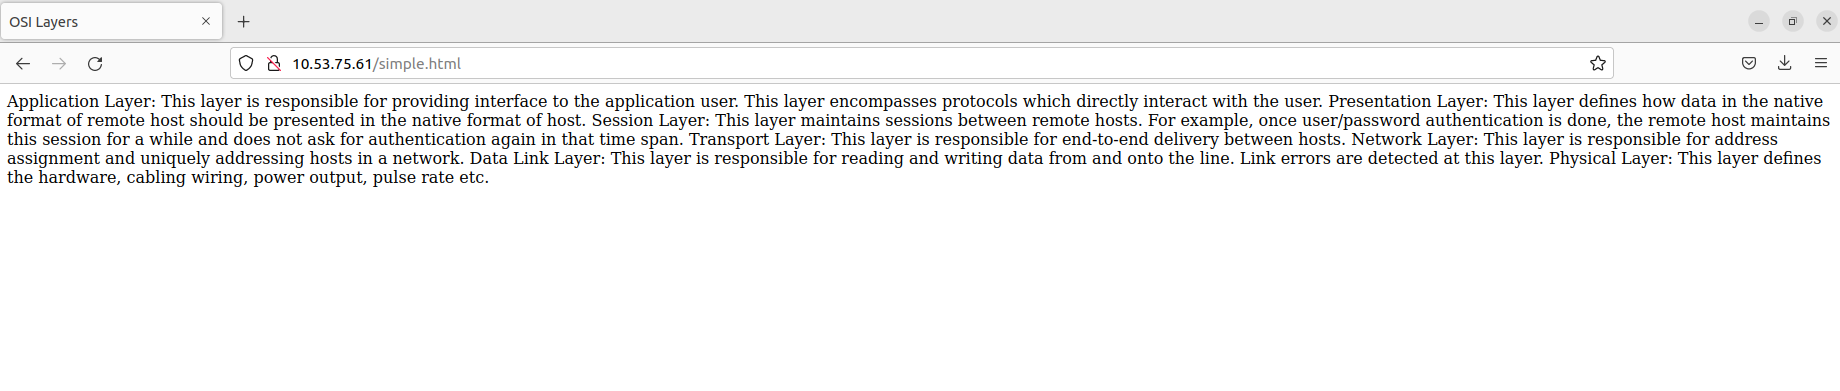 OSI Layers
10.53.75.61/simple.html
Application Layer: This layer is responsible for providing interface to the application user. This layer encompasses protocols which directly interact with the user. Presentation Layer: This layer defines how data in the native
format of remote host should be presented in the native format of host. Session Layer: This layer maintains sessions between remote hosts. For example, once user/password authentication is done, the remote host maintains
this session for a while and does not ask for authentication again in that time span. Transport Layer: This layer is responsible for end-to-end delivery between hosts. Network Layer: This layer is responsible for address
assignment and uniquely addressing hosts in a network. Data Link Layer: This layer is responsible for reading and writing data from and onto the line. Link errors are detected at this layer. Physical Layer: This layer defines
the hardware, cabling wiring, power output, pulse rate etc.